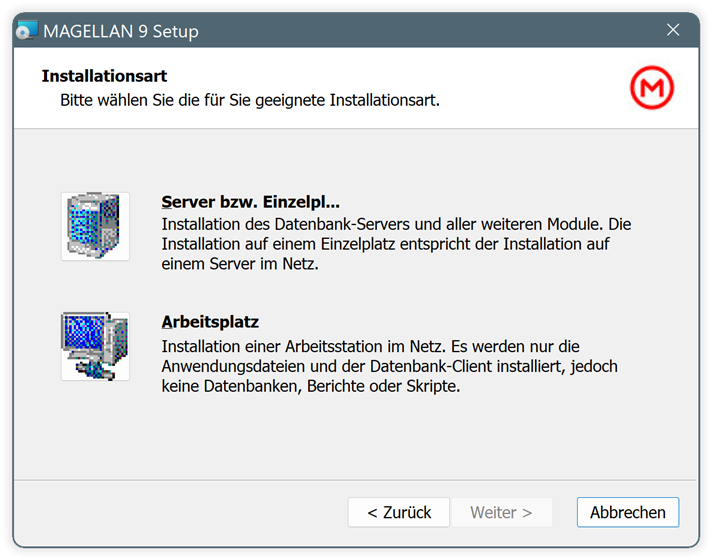 MAGELLAN 9 Setup
Installationsart
Bitte wählen Sie die für Sie geeignete Installationsart.
M
Server bzw. Einzelpl...
Installation des Datenbank-Servers und aller weiteren Module. Die
Installation auf einem Einzelplatz entspricht der Installation auf
einem Server im Netz.
Arbeitsplatz
Installation einer Arbeitsstation im Netz. Es werden nur die
Anwendungsdateien und der Datenbank-Client installiert, jedoch
keine Datenbanken, Berichte oder Skripte.
< Zurück
Weiter >
Abbrechen